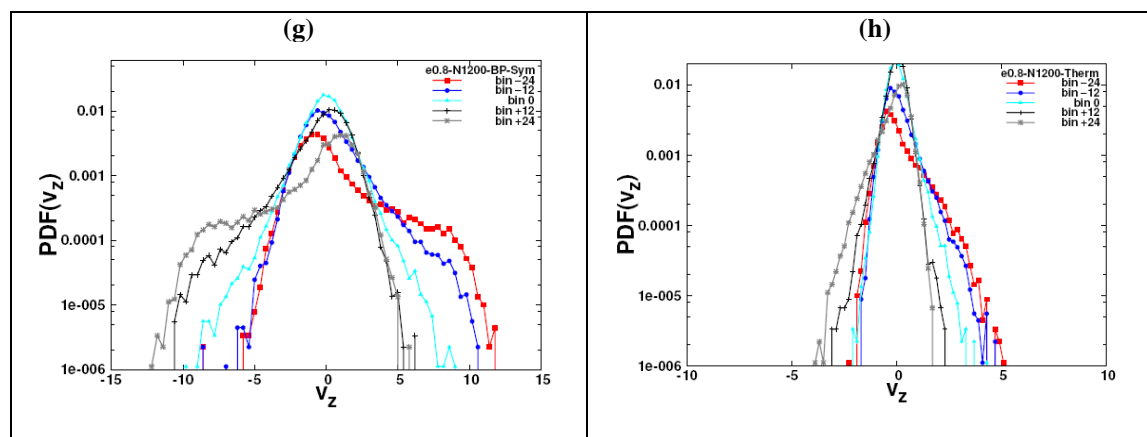 (g)
e0.8-N1200-BP-Sym
bin −24
bin −12
bin 0
bin +12
bin +24
PDF(vz)
0.01
0.001
0.0001
1e-005
1e-006
−15
−10
−5
0
5
10
15
Vz
(h)
e0.8-N1200-Therm
bin −24
bin −12
bin 0
bin +12
bin +24
PDF(vz)
0.01
0.001
0.0001
1e-005
1e-006
−10
−5
0
5
10
Vz